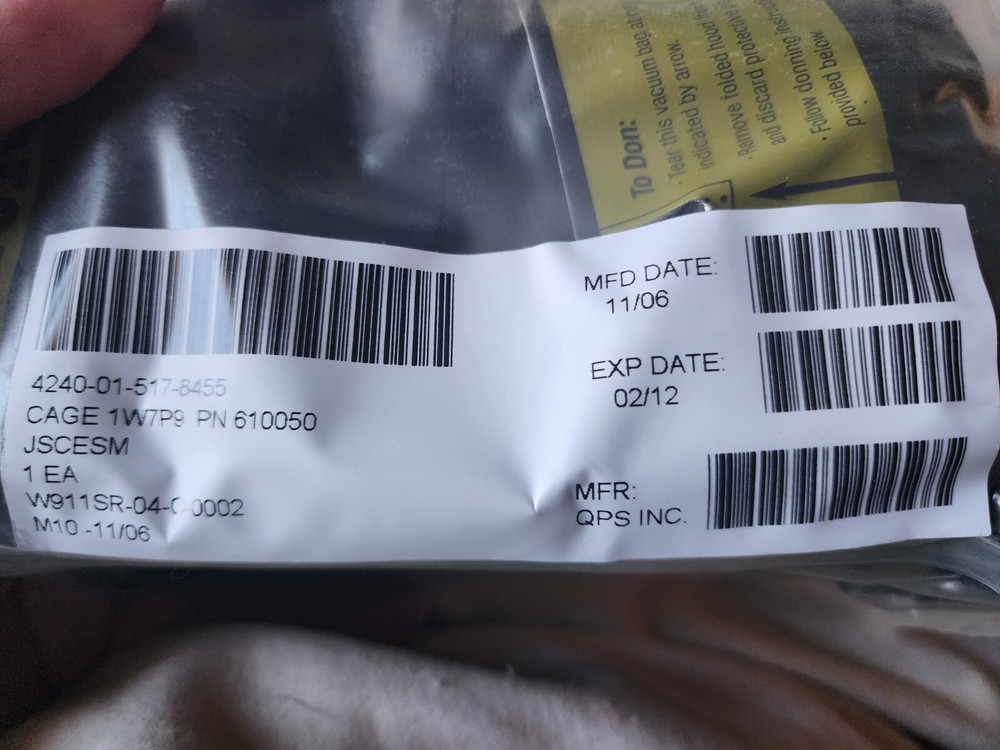 To Don:
· Tear this vacuum bag
indicated by arrow.
· Remove folded hood
and discard protective
· Follow donning
provided below.
4240-01-517-8455
CAGE 1W7P9 PN 610050
JSCESM
1 EA
W911SR-04-C-0002
M10 -11/06
MFD DATE:
11/06
EXP DATE:
02/12
MFR:
QPS INC.